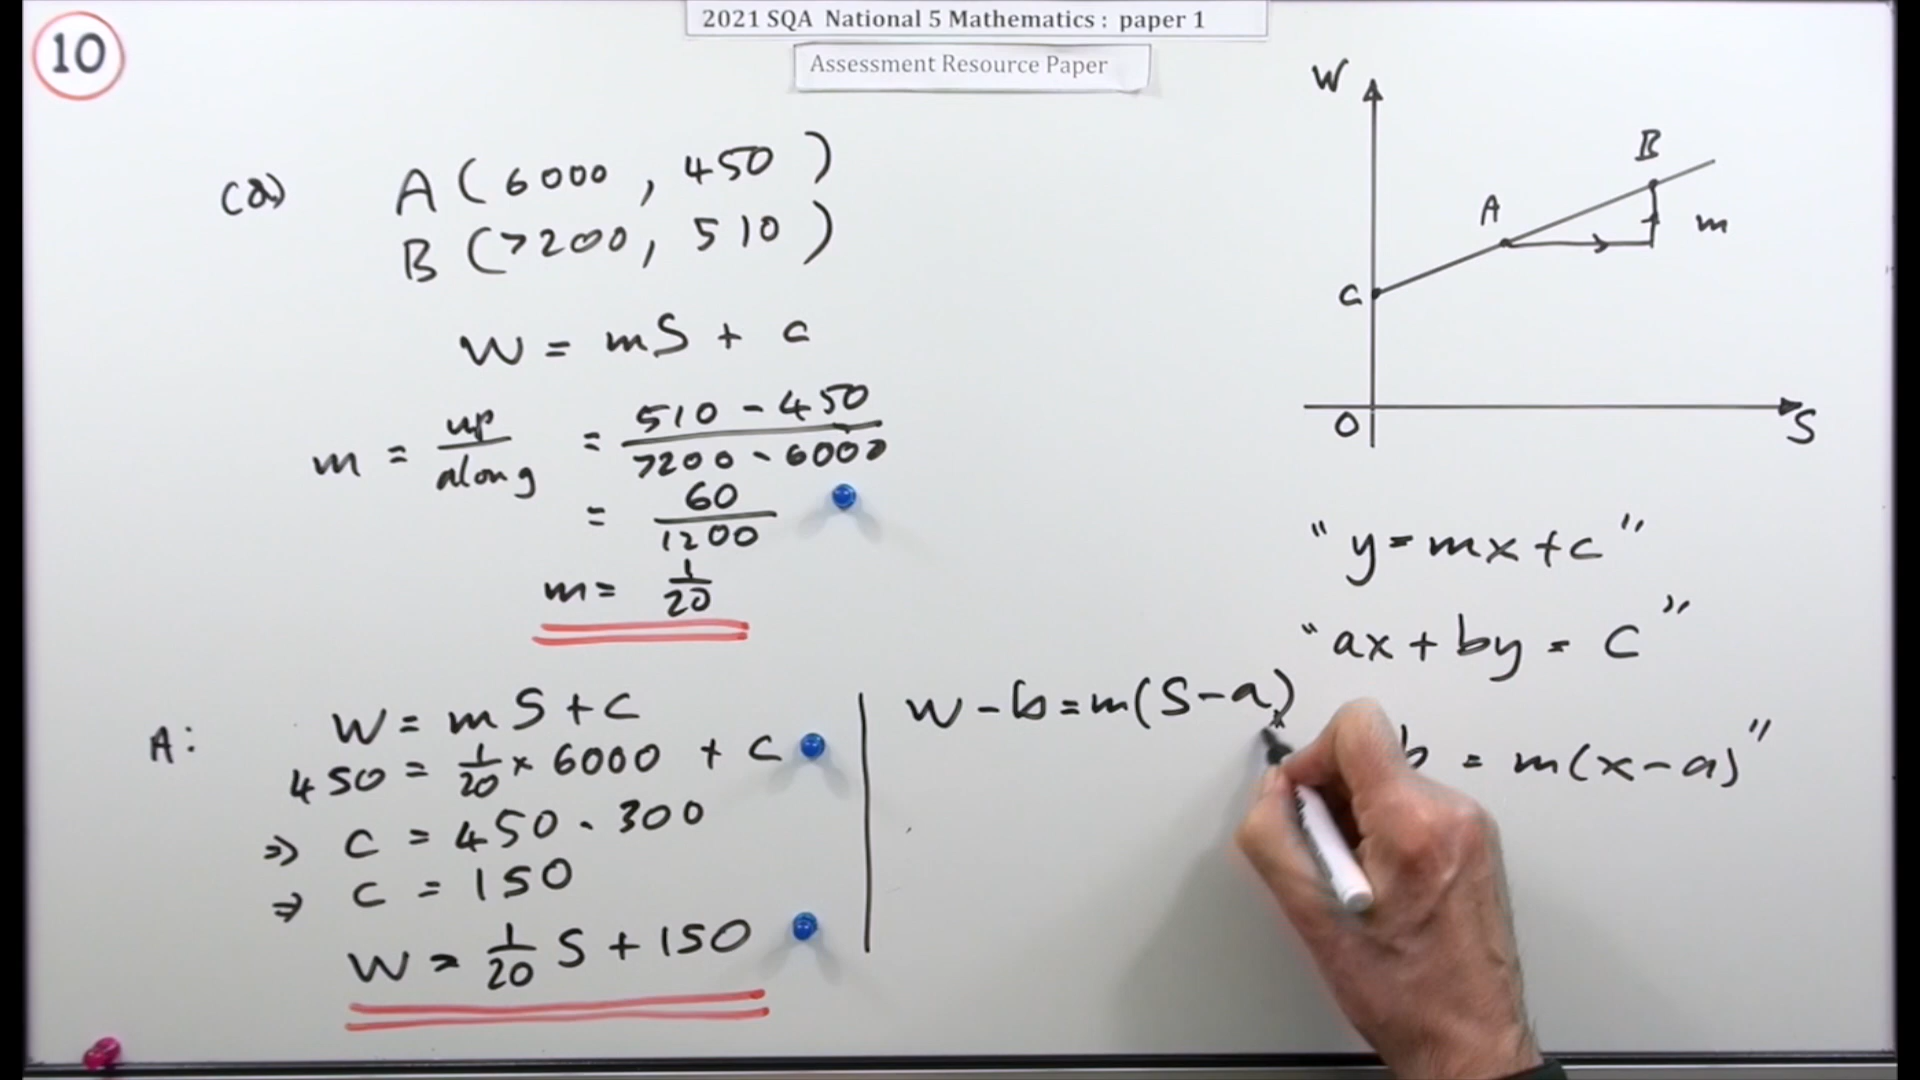 10
2021 SQA National 5 Mathematics : paper 1
Assessment Resource Paper
(a) A ( 6000 , 450 )
B ( 7200 , 510 )
W = mS + c
m = up/along = 510 - 450 / 7200 - 6000
= 60/1200
m = 1/20
A: W = mS + c
450 = 1/20 × 6000 + c
⇒ c = 450 - 300
⇒ c = 150
W = 1/20 S + 150
W - b = m(S - a)
W
B
A
m
C
O
S
"y = mx + c"
"ax + by = c"
b = m(x - a)"